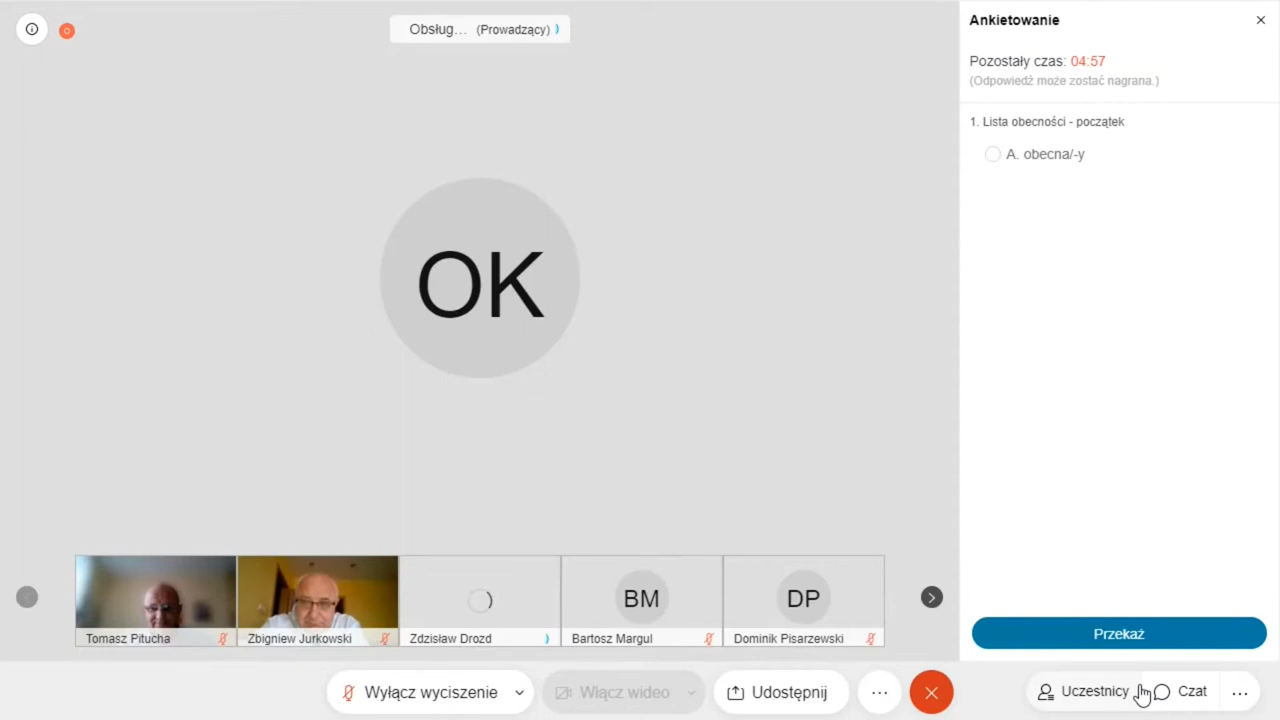 Obsług... (Prowadzący)
Ankietowanie
Pozostały czas: 04:57
(Odpowiedź może zostać nagrana.)
1. Lista obecności - początek
A. obecna/-y
OK
BM
DP
Tomasz Pitucha
Zbigniew Jurkowski
Zdzisław Drozd
Bartosz Margul
Dominik Pisarzewski
Przekaż
Wyłącz wyciszenie
Włącz wideo
Udostępnij
Uczestnicy
Czat